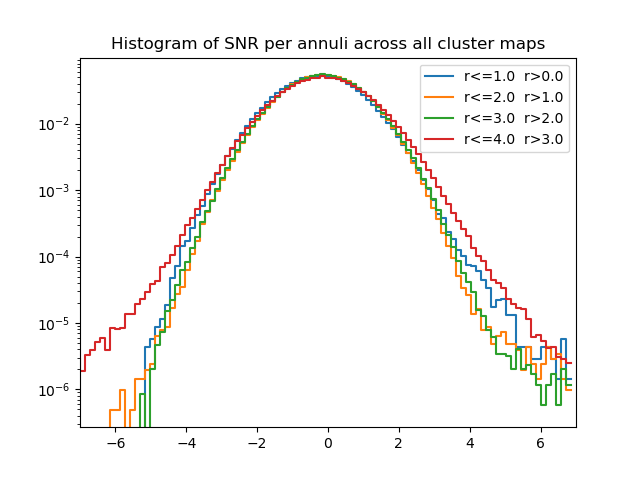 Histogram of SNR per annuli across all cluster maps
r<=1.0 r>0.0
r<=2.0 r>1.0
r<=3.0 r>2.0
r<=4.0 r>3.0
10⁻²
10⁻³
10⁻⁴
10⁻⁵
10⁻⁶
−6 −4 −2 0 2 4 6